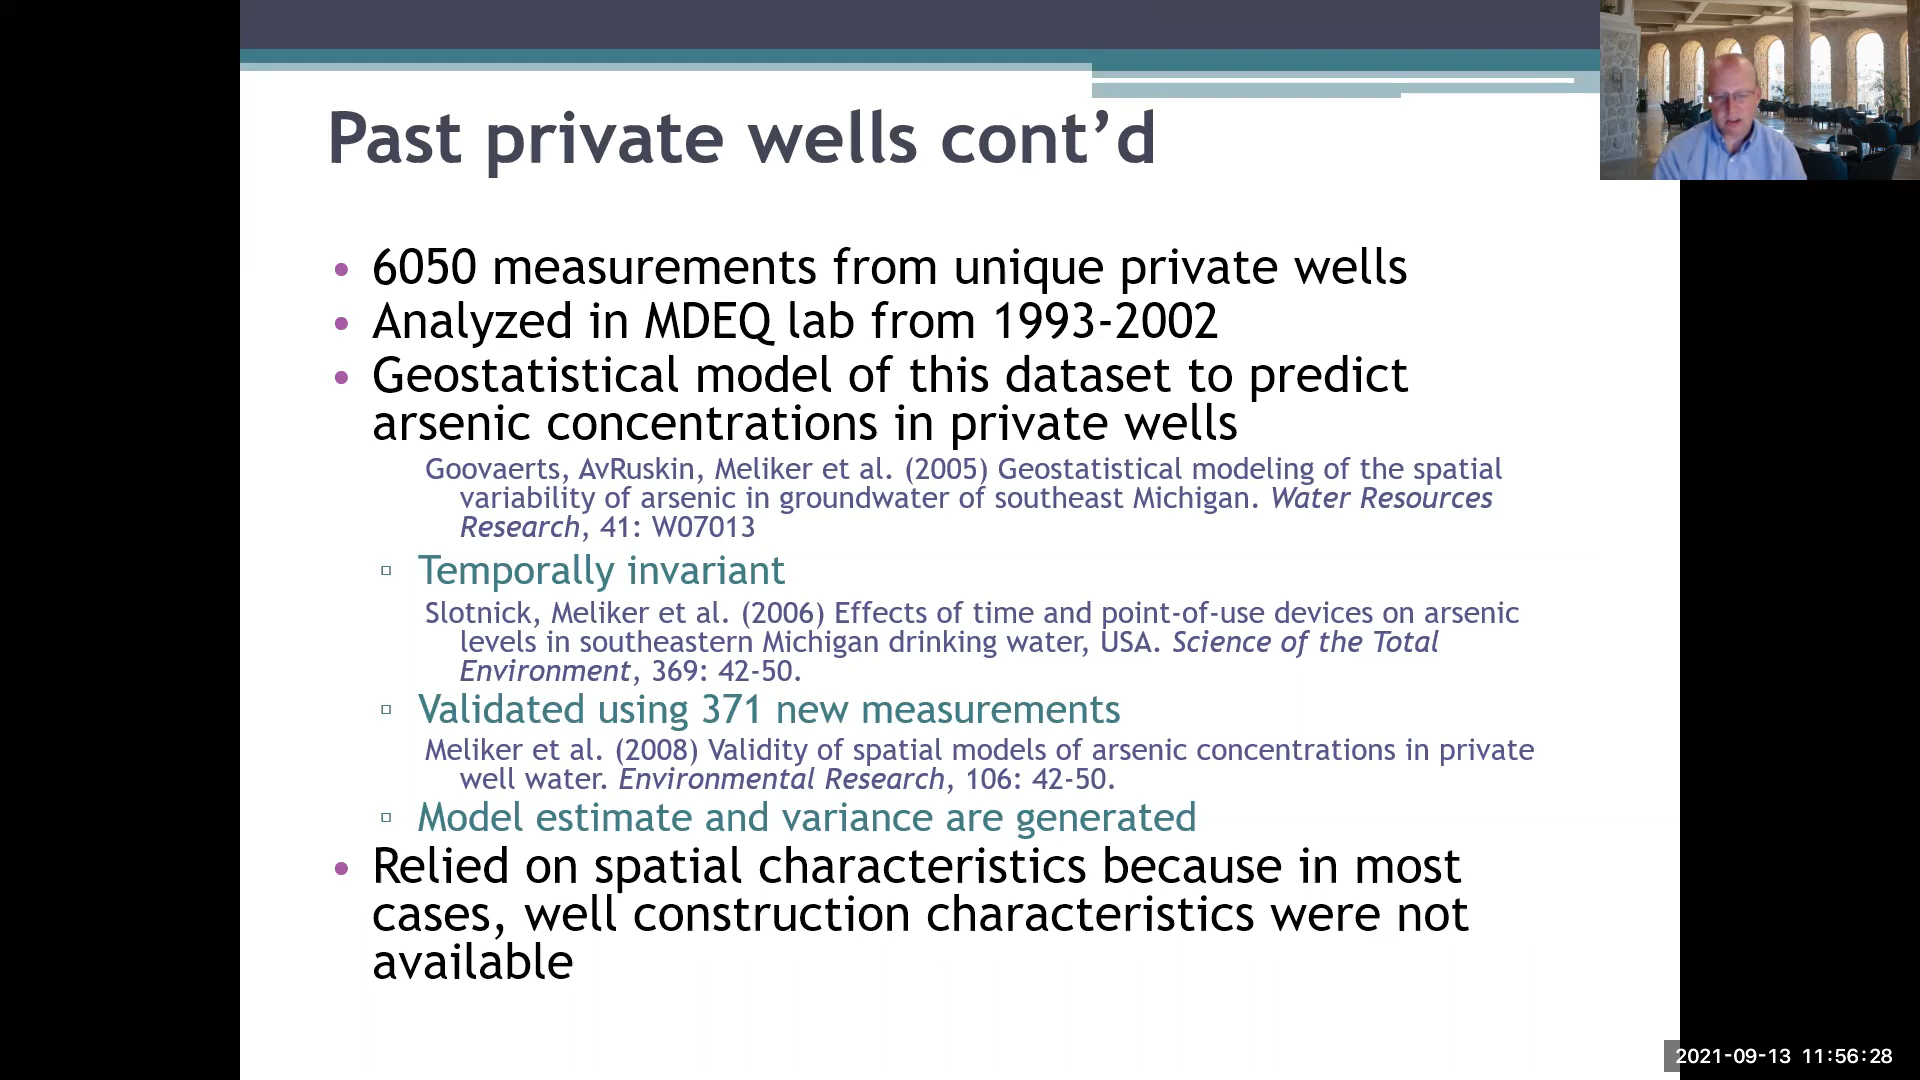 Past private wells cont’d
• 6050 measurements from unique private wells
• Analyzed in MDEQ lab from 1993-2002
• Geostatistical model of this dataset to predict
arsenic concentrations in private wells
Goovaerts, AvRuskin, Meliker et al. (2005) Geostatistical modeling of the spatial
variability of arsenic in groundwater of southeast Michigan. Water Resources
Research, 41: W07013
▫ Temporally invariant
Slotnick, Meliker et al. (2006) Effects of time and point-of-use devices on arsenic
levels in southeastern Michigan drinking water, USA. Science of the Total
Environment, 369: 42-50.
▫ Validated using 371 new measurements
Meliker et al. (2008) Validity of spatial models of arsenic concentrations in private
well water. Environmental Research, 106: 42-50.
▫ Model estimate and variance are generated
• Relied on spatial characteristics because in most
cases, well construction characteristics were not
available
2021-09-13 11:56:28